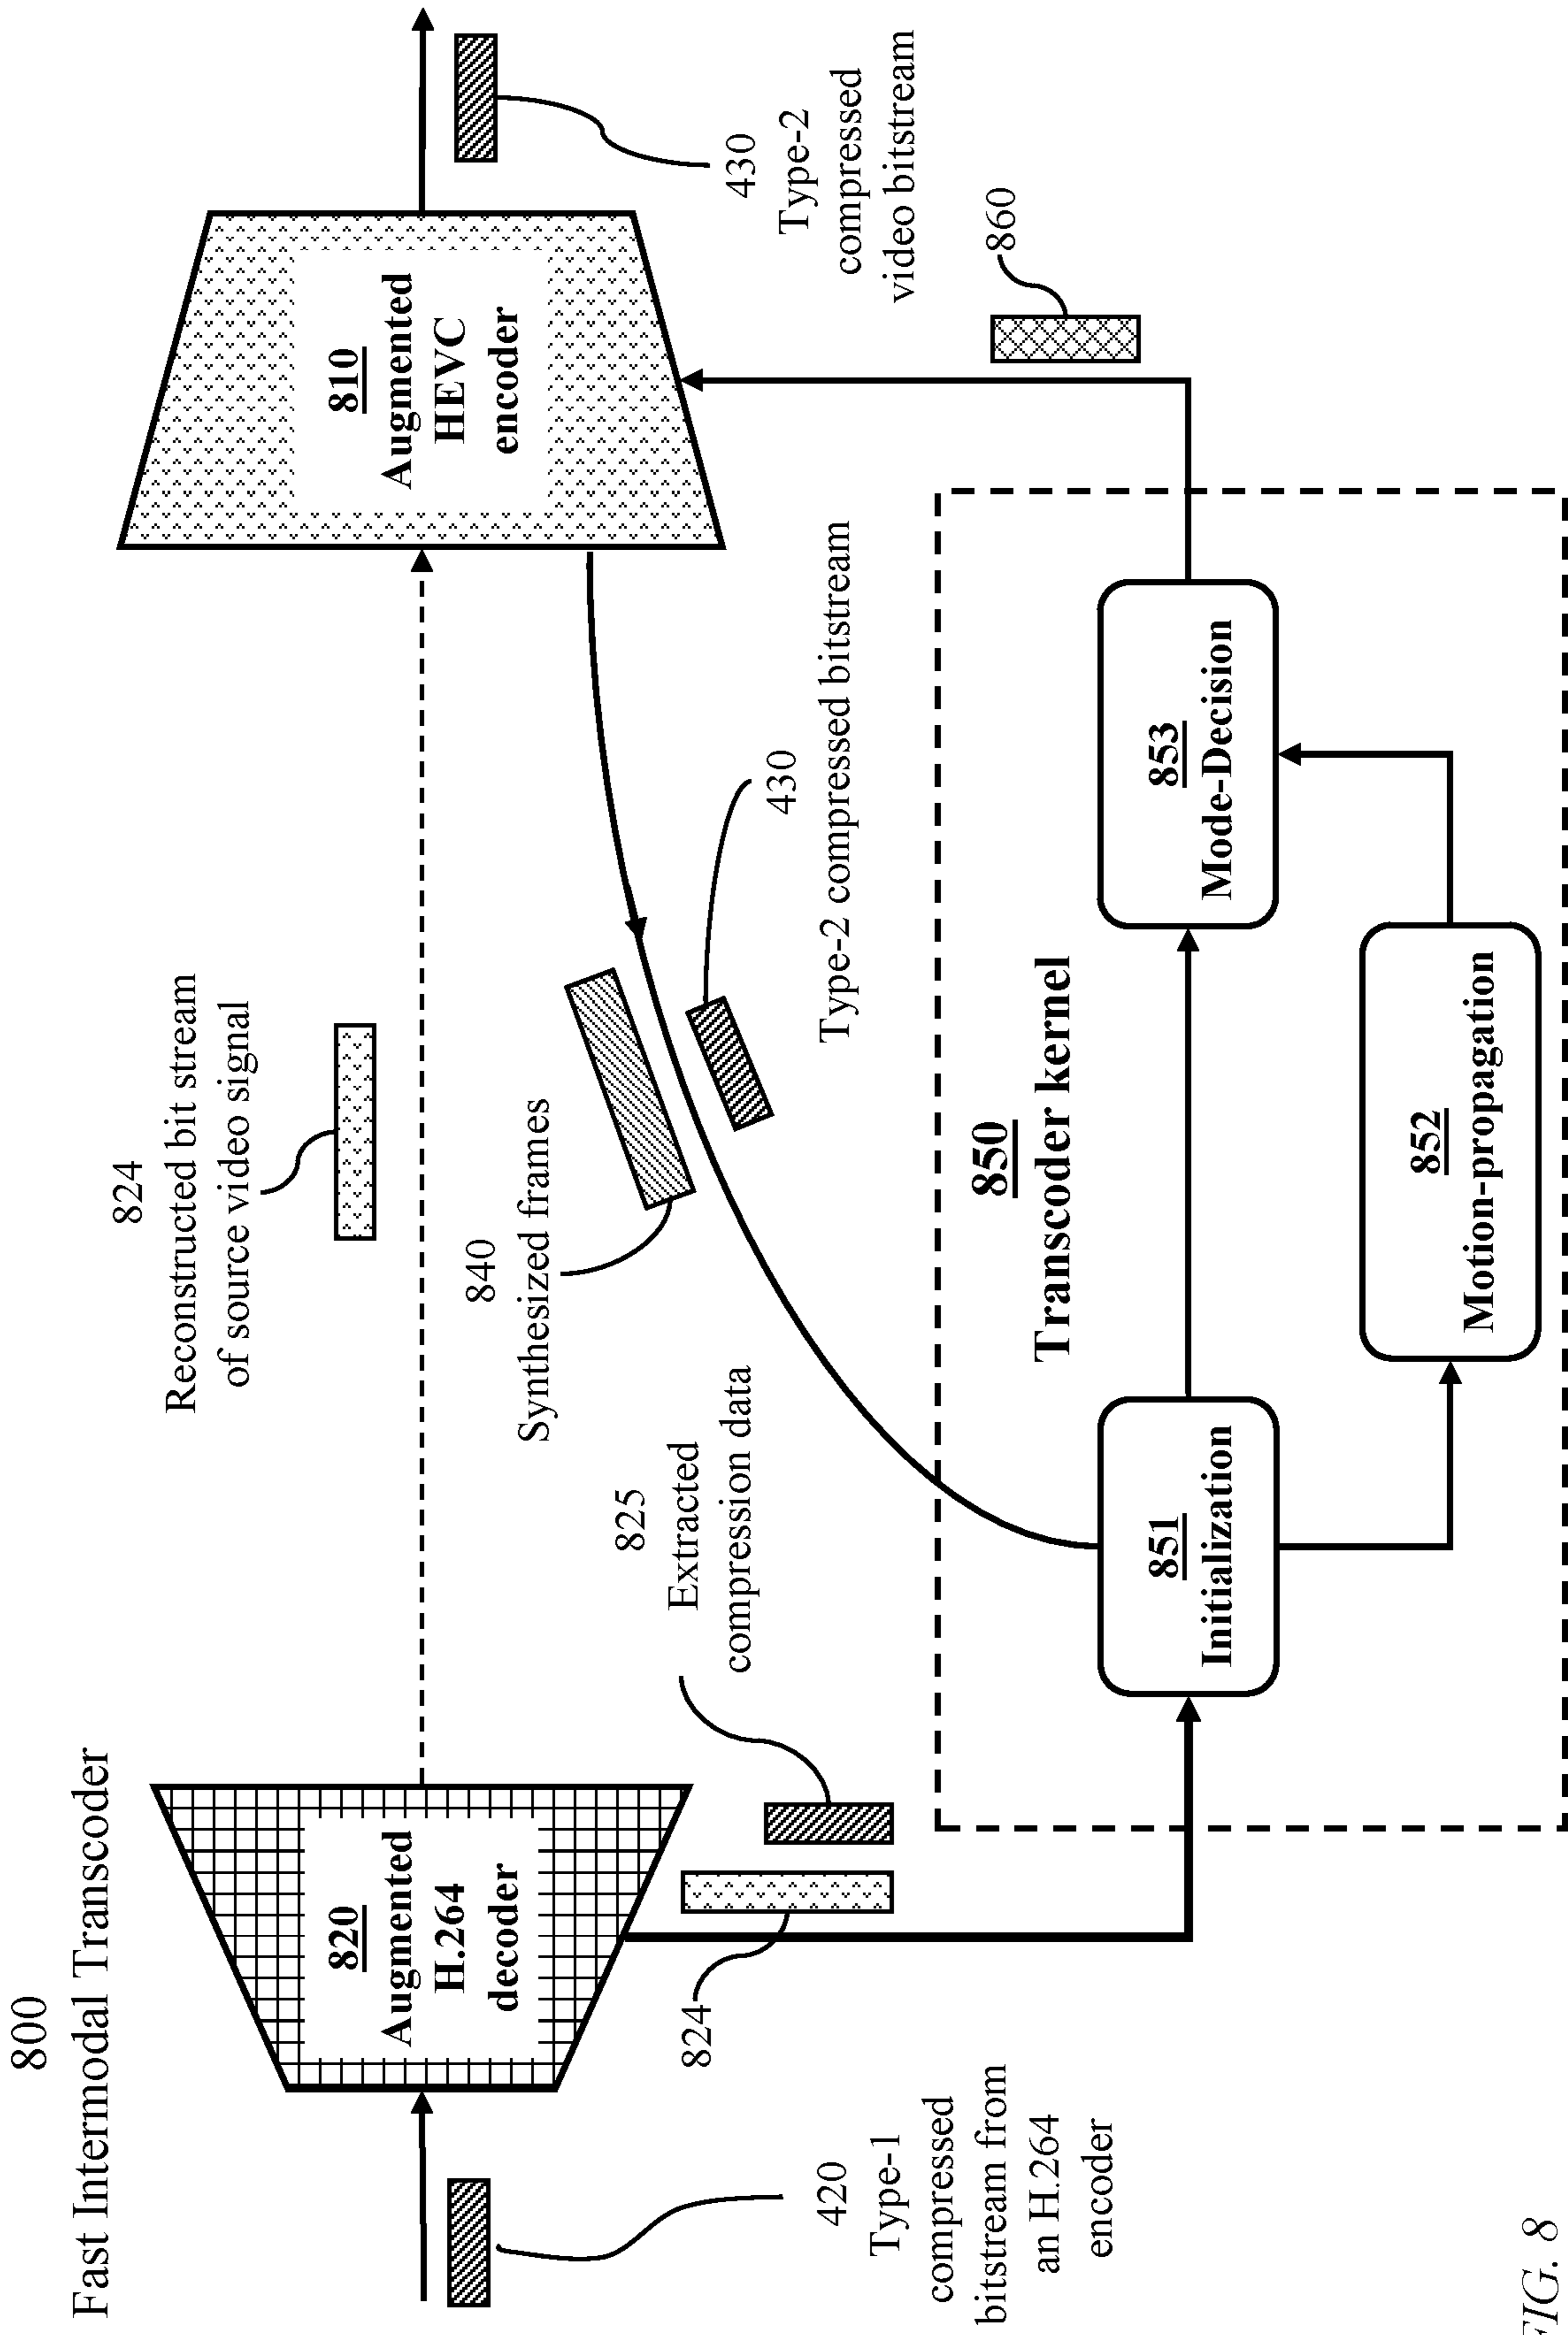 800
Fast Intermodal Transcoder
824
Reconstructed bit stream
of source video signal
820
Augmented
H.264
decoder
810
Augmented
HEVC
encoder
430
Type-2
compressed
video bitstream
840
Synthesized frames
825
Extracted
compression data
824
430
Type-2 compressed bitstream
860
420
Type-1
compressed
bitstream from
an H.264
encoder
850
Transcoder kernel
851
Initialization
853
Mode-Decision
852
Motion-propagation
FIG. 8